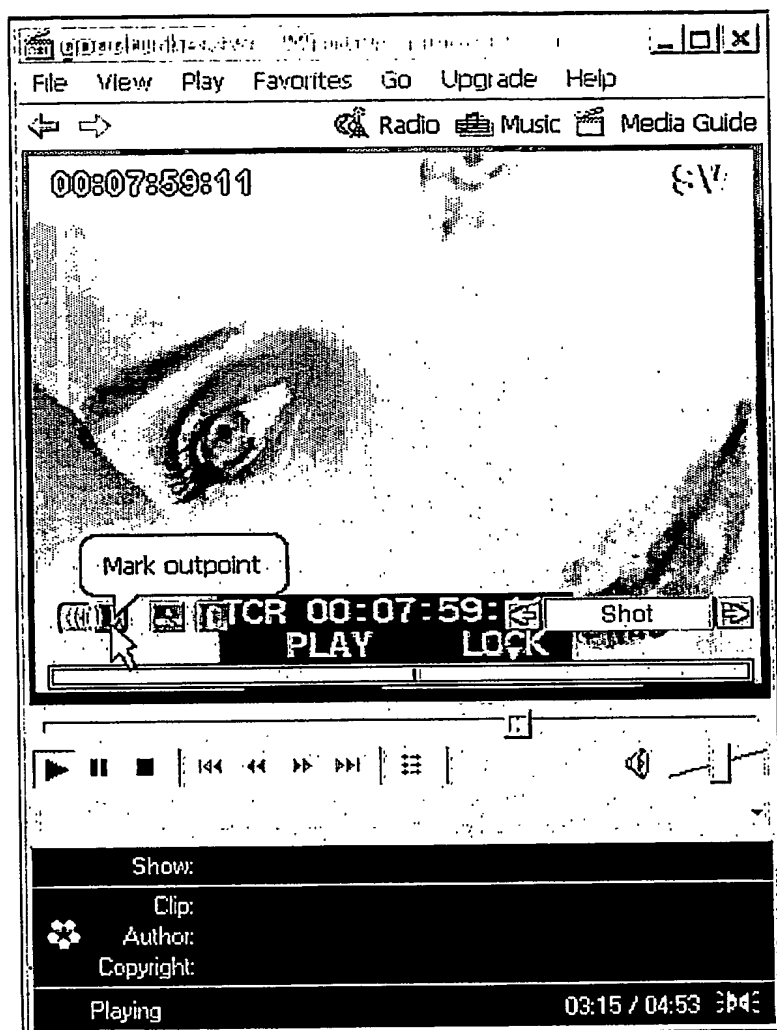 File View Play Favorites Go Upgrade Help
Radio Music Media Guide
00:07:59:11
Mark outpoint
TCR 00:07:59:
Shot
PLAY LOCK
Show:
Clip:
Author:
Copyright:
Playing 03:15 / 04:53